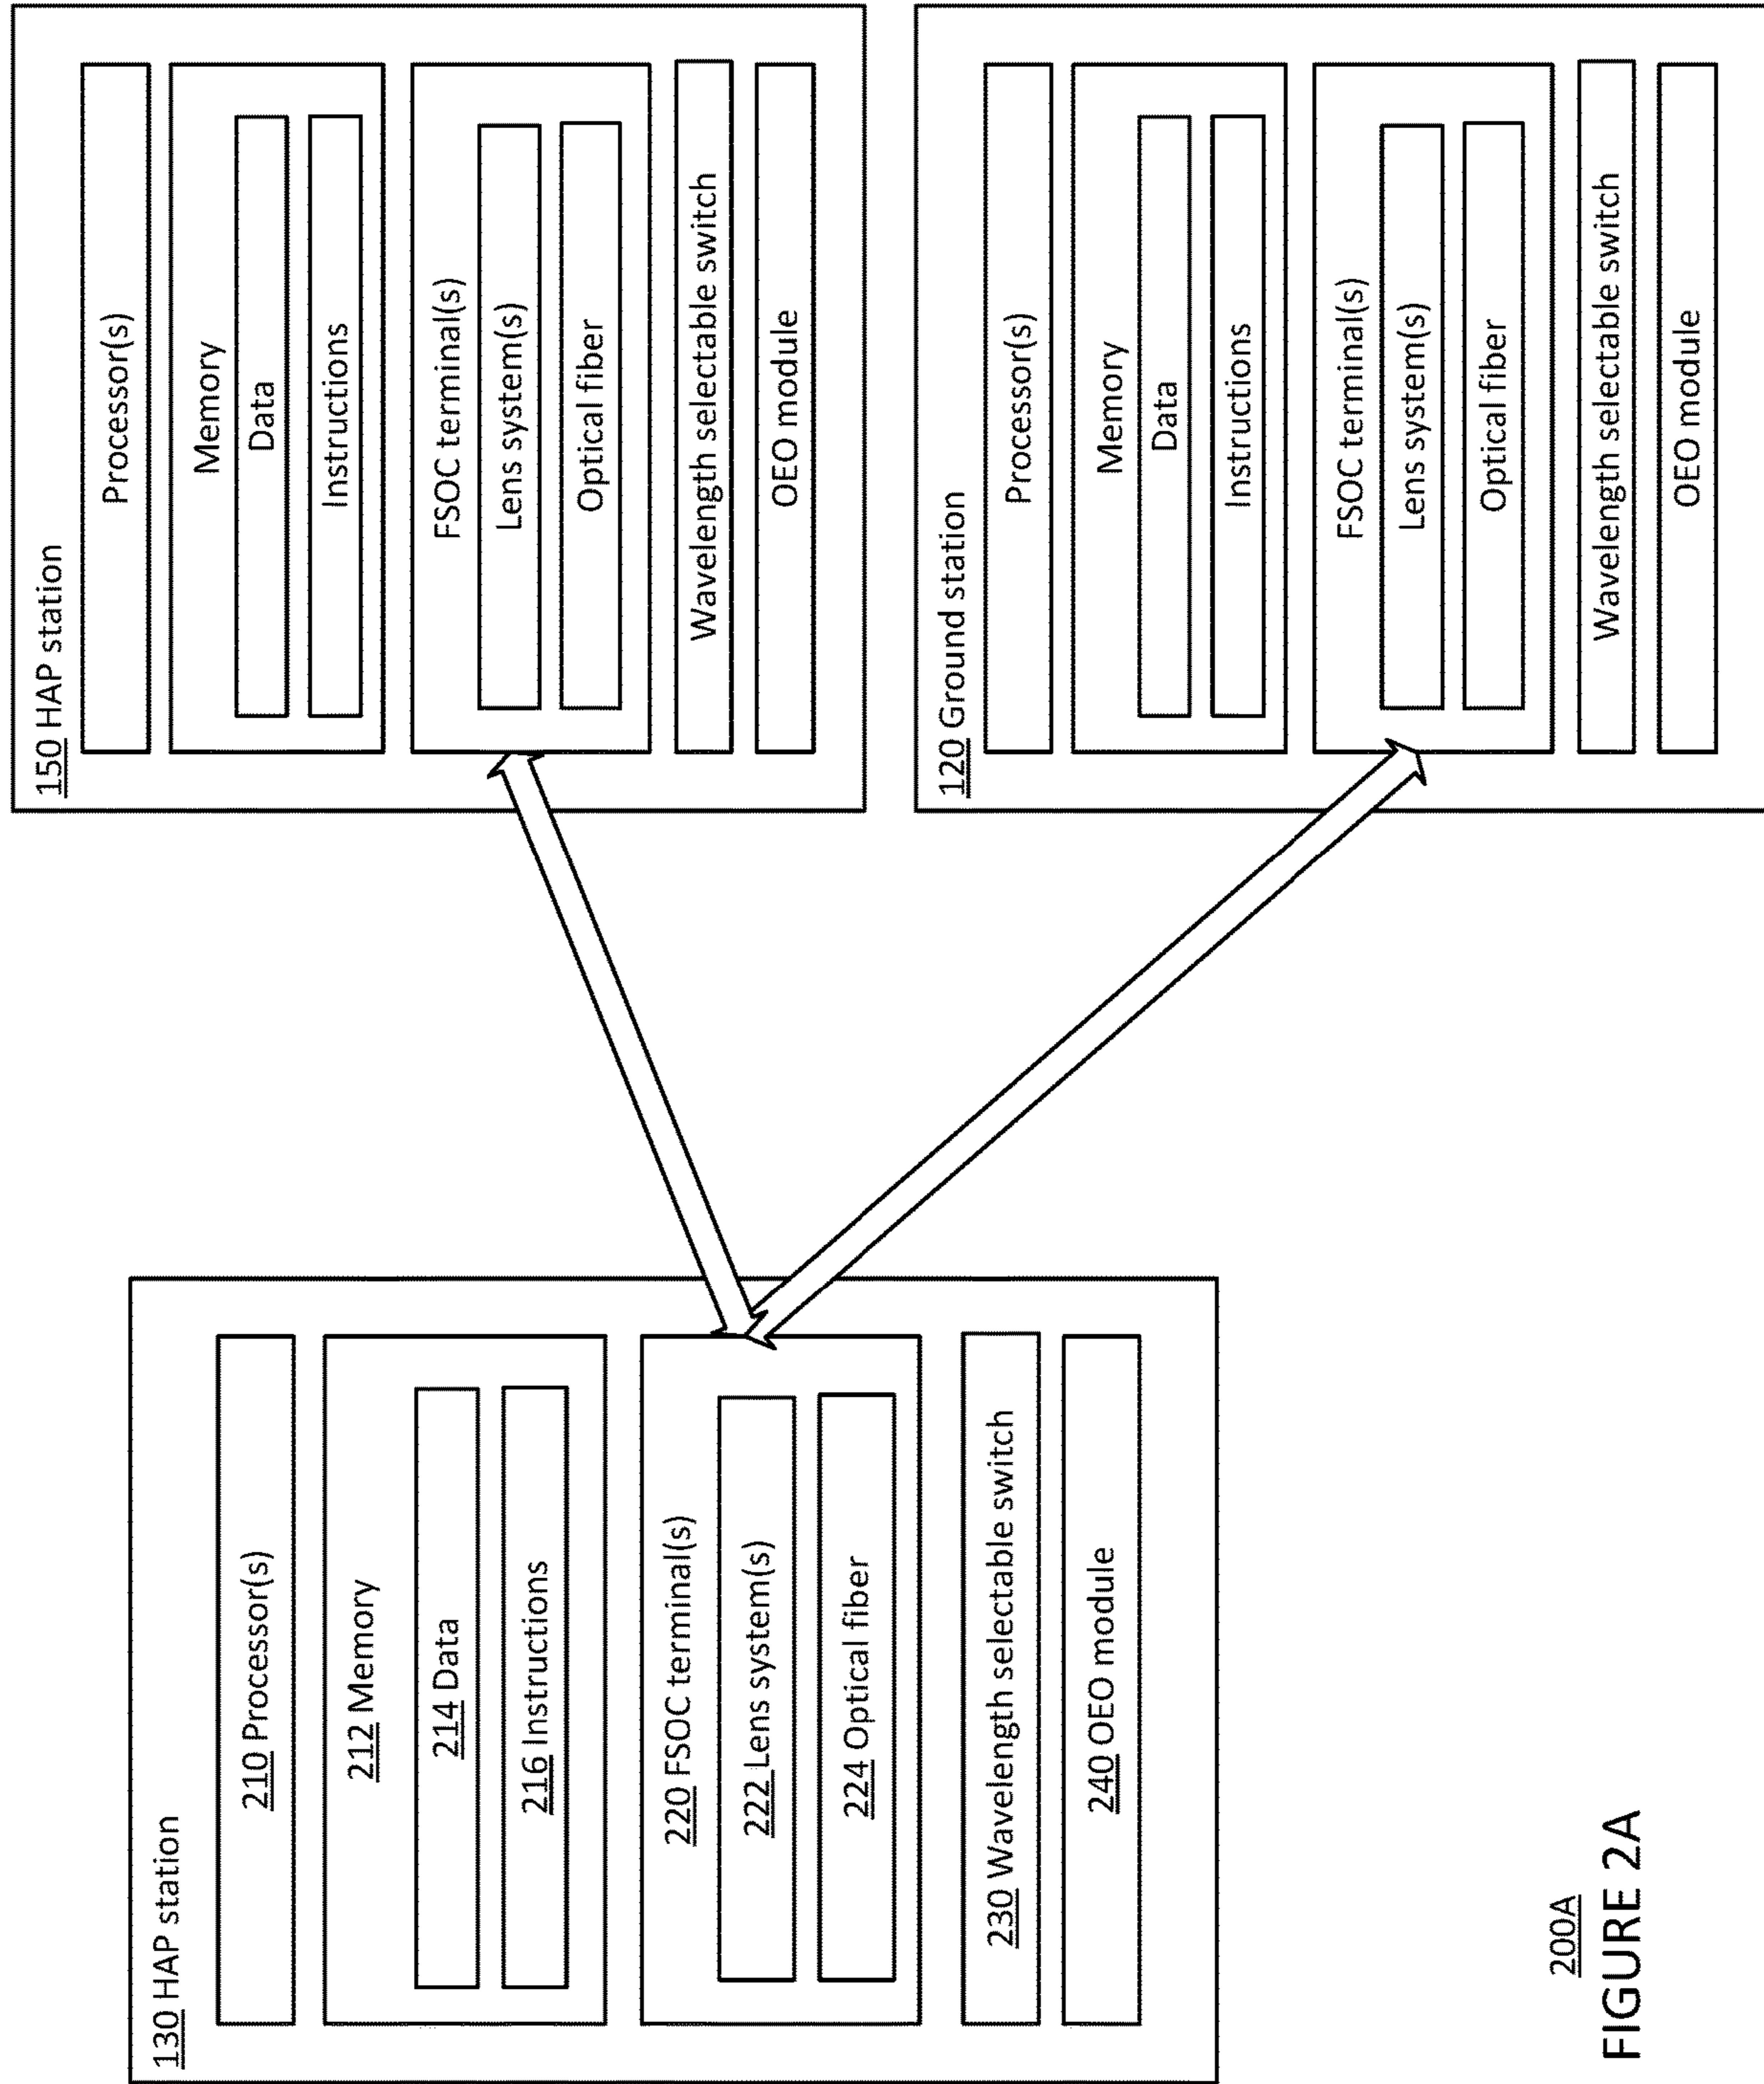 130 HAP station
210 Processor(s)
212 Memory
214 Data
216 Instructions
220 FSOC terminal(s)
222 Lens system(s)
224 Optical fiber
230 Wavelength selectable switch
240 OEO module
150 HAP station
Processor(s)
Memory
Data
Instructions
FSOC terminal(s)
Lens system(s)
Optical fiber
Wavelength selectable switch
OEO module
120 Ground station
Processor(s)
Memory
Data
Instructions
FSOC terminal(s)
Lens system(s)
Optical fiber
Wavelength selectable switch
OEO module
200A
FIGURE 2A